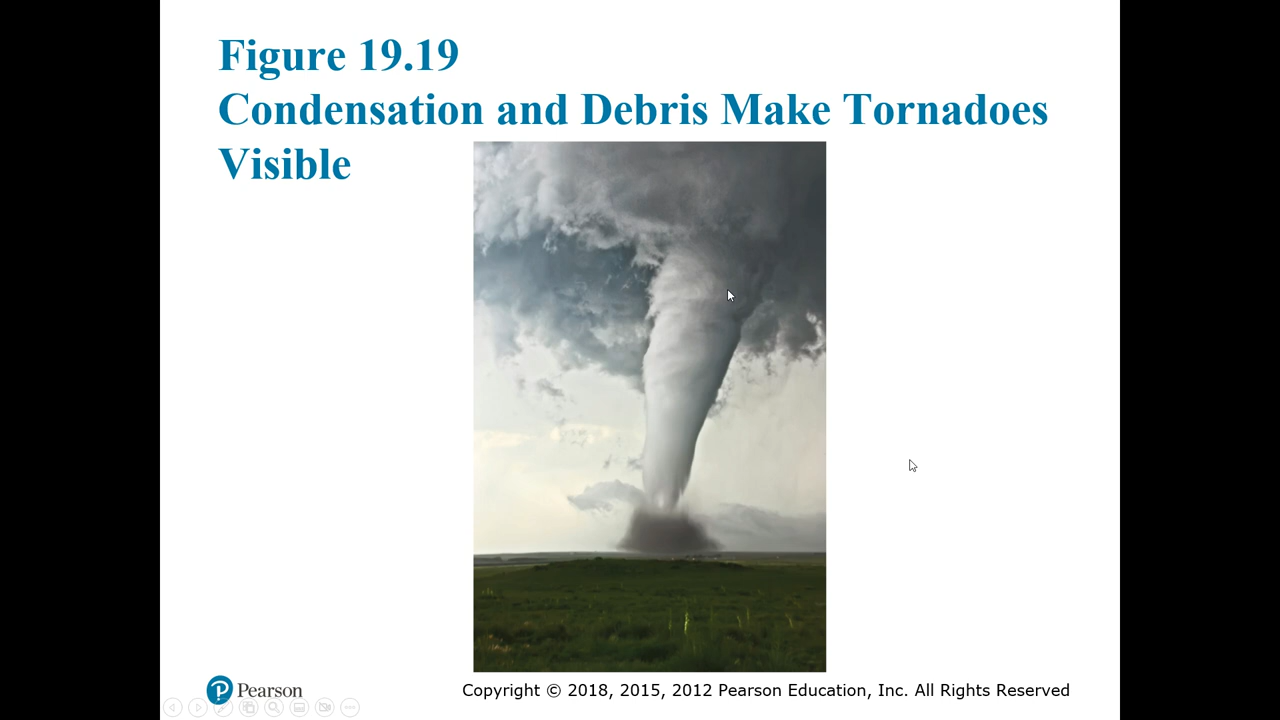 Figure 19.19
Condensation and Debris Make Tornadoes
Visible
Pearson
Copyright © 2018, 2015, 2012 Pearson Education, Inc. All Rights Reserved